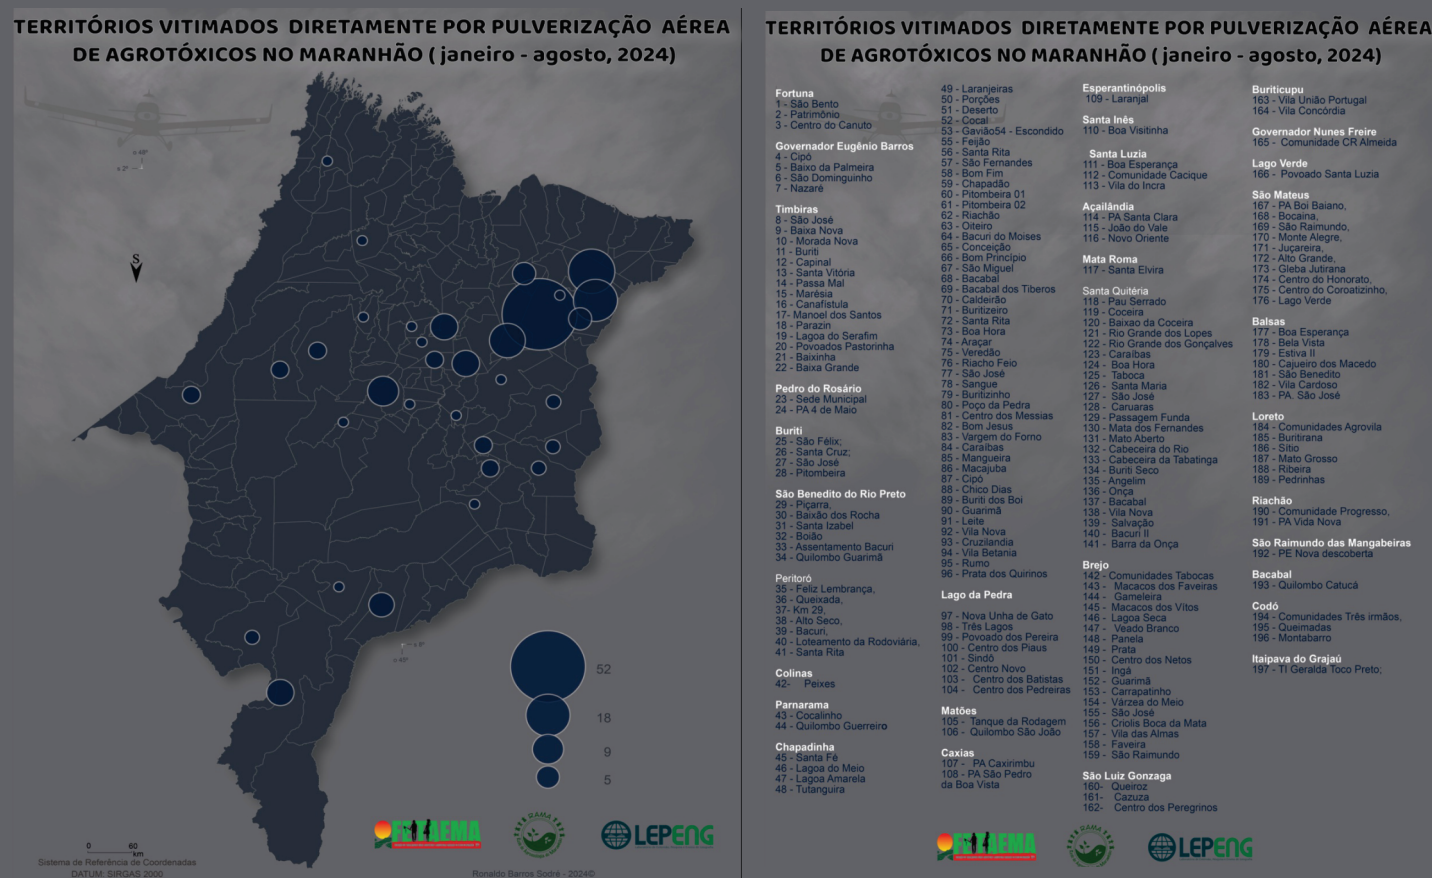 TERRITÓRIOS VITIMADOS DIRETAMENTE POR PULVERIZAÇÃO AÉREA
DE AGROTÓXICOS NO MARANHÃO ( janeiro - agosto, 2024)
S
52
18
9
5
0 60
km
Sistema de Referência de Coordenadas
DATUM: SIRGAS 2000
Ronaldo Barros Sodré - 2024©
FETAEMA
RAMA
LEPENG
TERRITÓRIOS VITIMADOS DIRETAMENTE POR PULVERIZAÇÃO AÉREA
DE AGROTÓXICOS NO MARANHÃO ( janeiro - agosto, 2024)
Fortuna
1 - São Bento
2 - Patrimônio
3 - Centro do Canuto
Governador Eugênio Barros
4 - Cipó
5 - Baixo da Palmeira
6 - São Dominguinho
7 - Nazaré
Timbiras
8 - São José
9 - Baixa Nova
10 - Morada Nova
11 - Buriti
12 - Capinal
13 - Santa Vitória
14 - Passa Mal
15 - Marésia
16 - Canafístula
17- Manoel dos Santos
18 - Parazin
19 - Lagoa do Serafim
20 - Povoados Pastorinha
21 - Baixinha
22 - Baixa Grande
Pedro do Rosário
23 - Sede Municipal
24 - PA 4 de Maio
Buriti
25 - São Félix;
26 - Santa Cruz;
27 - São José
28 - Pitombeira
São Benedito do Rio Preto
29 - Piçarra,
30 - Baixão dos Rocha
31 - Santa Izabel
32 - Boião
33 - Assentamento Bacuri
34 - Quilombo Guarimã
Peritoró
35 - Feliz Lembrança,
36 - Queixada,
37- Km 29,
38 - Alto Seco,
39 - Bacuri,
40 - Loteamento da Rodoviária,
41 - Santa Rita
Colinas
42- Peixes
Parnarama
43 - Cocalinho
44 - Quilombo Guerreiro
Chapadinha
45 - Santa Fé
46 - Lagoa do Meio
47 - Lagoa Amarela
48 - Tutanguira
49 - Laranjeiras
50 - Porções
51 - Deserto
52 - Cocal
53 - Gavião54 - Escondido
55 - Feijão
56 - Santa Rita
57 - São Fernandes
58 - Bom Fim
59 - Chapadão
60 - Pitombeira 01
61 - Pitombeira 02
62 - Riachão
63 - Oiteiro
64 - Bacuri do Moises
65 - Conceição
66 - Bom Princípio
67 - São Miguel
68 - Bacabal
69 - Bacabal dos Tiberos
70 - Caldeirão
71 - Buritizeiro
72 - Santa Rita
73 - Boa Hora
74 - Araçar
75 - Veredão
76 - Riacho Feio
77 - São José
78 - Sangue
79 - Buritizinho
80 - Poço da Pedra
81 - Centro dos Messias
82 - Bom Jesus
83 - Vargem do Forno
84 - Caraíbas
85 - Mangueira
86 - Macajuba
87 - Cipó
88 - Chico Dias
89 - Buriti dos Boi
90 - Guarimã
91 - Leite
92 - Vila Nova
93 - Cruzilandia
94 - Vila Betania
95 - Rumo
96 - Prata dos Quirinos
Lago da Pedra
97 - Nova Unha de Gato
98 - Três Lagos
99 - Povoado dos Pereira
100 - Centro dos Piaus
101 - Sindô
102 - Centro Novo
103 - Centro dos Batistas
104 - Centro dos Pedreiras
Matões
105 - Tanque da Rodagem
106 - Quilombo São João
Caxias
107 - PA Caxirimbu
108 - PA São Pedro
da Boa Vista
Esperantinópolis
109 - Laranjal
Santa Inês
110 - Boa Visitinha
Santa Luzia
111 - Boa Esperança
112 - Comunidade Cacique
113 - Vila do Incra
Açailândia
114 - PA Santa Clara
115 - João do Vale
116 - Novo Oriente
Mata Roma
117 - Santa Elvira
Santa Quitéria
118 - Pau Serrado
119 - Coceira
120 - Baixao da Coceira
121 - Rio Grande dos Lopes
122 - Rio Grande dos Gonçalves
123 - Caraíbas
124 - Boa Hora
125 - Taboca
126 - Santa Maria
127 - São José
128 - Caruaras
129 - Passagem Funda
130 - Mata dos Fernandes
131 - Mato Aberto
132 - Cabeceira do Rio
133 - Cabeceira da Tabatinga
134 - Buriti Seco
135 - Angelim
136 - Onça
137 - Bacabal
138 - Vila Nova
139 - Salvação
140 - Bacuri II
141 - Barra da Onça
Brejo
142 - Comunidades Tabocas
143 - Macacos dos Faveiras
144 - Gameleira
145 - Macacos dos Vítos
146 - Lagoa Seca
147 - Veado Branco
148 - Panela
149 - Prata
150 - Centro dos Netos
151 - Ingá
152 - Guarimã
153 - Carrapatinho
154 - Várzea do Meio
155 - São José
156 - Criolis Boca da Mata
157 - Vila das Almas
158 - Faveira
159 - São Raimundo
São Luiz Gonzaga
160- Queiroz
161- Cazuza
162- Centro dos Peregrinos
Buriticupu
163 - Vila União Portugal
164 - Vila Concórdia
Governador Nunes Freire
165 - Comunidade CR Almeida
Lago Verde
166 - Povoado Santa Luzia
São Mateus
167 - PA Boi Baiano,
168 - Bocaina,
169 - São Raimundo,
170 - Monte Alegre,
171 - Juçareira,
172 - Alto Grande,
173 - Gleba Jutirana
174 - Centro do Honorato,
175 - Centro do Coroatizinho,
176 - Lago Verde
Balsas
177 - Boa Esperança
178 - Bela Vista
179 - Estiva II
180 - Cajueiro dos Macedo
181 - São Benedito
182 - Vila Cardoso
183 - PA. São José
Loreto
184 - Comunidades Agrovila
185 - Buritirana
186 - Sítio
187 - Mato Grosso
188 - Ribeira
189 - Pedrinhas
Riachão
190 - Comunidade Progresso,
191 - PA Vida Nova
São Raimundo das Mangabeiras
192 - PE Nova descoberta
Bacabal
193 - Quilombo Catucá
Codó
194 - Comunidades Três irmãos,
195 - Queimadas
196 - Montabarro
Itaipava do Grajaú
197 - TI Geralda Toco Preto;
FETAEMA
RAMA
LEPENG